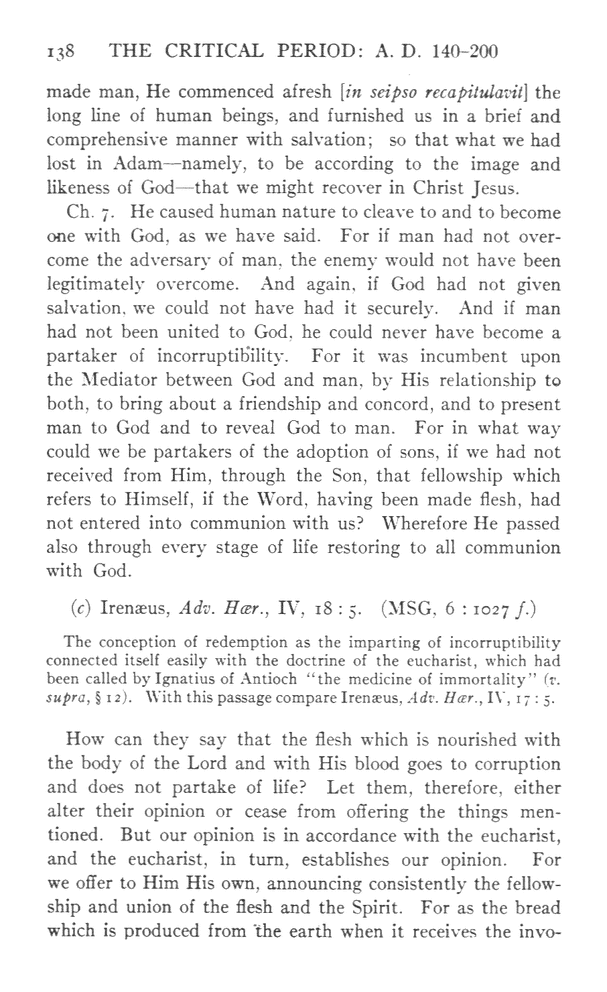 138 THE CRITICAL PERIOD: A. D. 140-200
made man, He commenced afresh [in seipso recapitulavit] the
long line of human beings, and furnished us in a brief and
comprehensive manner with salvation; so that what we had
lost in Adam—namely, to be according to the image and
likeness of God—that we might recover in Christ Jesus.
Ch. 7. He caused human nature to cleave to and to become
one with God, as we have said. For if man had not over-
come the adversary of man, the enemy would not have been
legitimately overcome. And again, if God had not given
salvation, we could not have had it securely. And if man
had not been united to God, he could never have become a
partaker of incorruptibility. For it was incumbent upon
the Mediator between God and man, by His relationship to
both, to bring about a friendship and concord, and to present
man to God and to reveal God to man. For in what way
could we be partakers of the adoption of sons, if we had not
received from Him, through the Son, that fellowship which
refers to Himself, if the Word, having been made flesh, had
not entered into communion with us? Wherefore He passed
also through every stage of life restoring to all communion
with God.
(c) Irenæus, Adv. Hær., IV, 18 : 5. (MSG, 6 : 1027 f.)
The conception of redemption as the imparting of incorruptibility
connected itself easily with the doctrine of the eucharist, which had
been called by Ignatius of Antioch "the medicine of immortality" (v.
supra, § 12). With this passage compare Irenæus, Adv. Hær., IV, 17 : 5.
How can they say that the flesh which is nourished with
the body of the Lord and with His blood goes to corruption
and does not partake of life? Let them, therefore, either
alter their opinion or cease from offering the things men-
tioned. But our opinion is in accordance with the eucharist,
and the eucharist, in turn, establishes our opinion. For
we offer to Him His own, announcing consistently the fellow-
ship and union of the flesh and the Spirit. For as the bread
which is produced from the earth when it receives the invo-